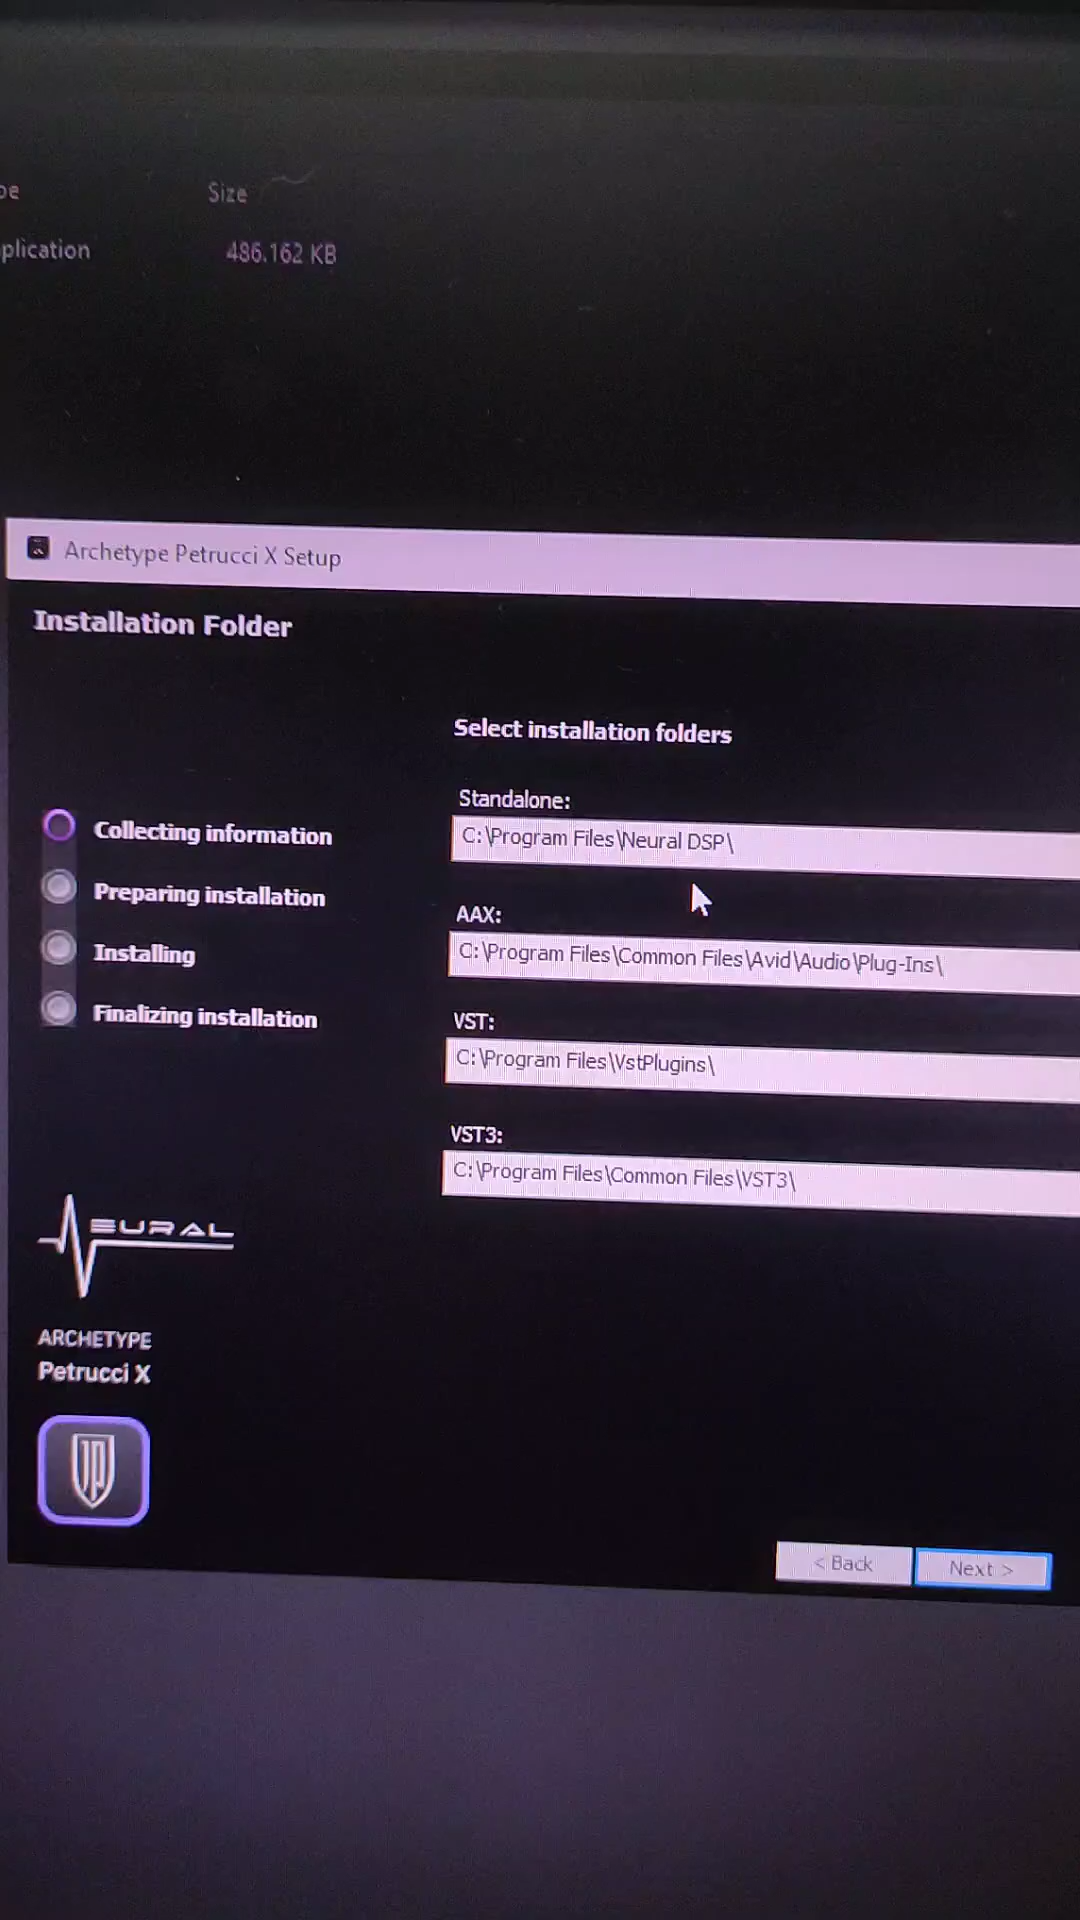 Size
plication
486.162 KB
Archetype Petrucci X Setup
Installation Folder
Select installation folders
Standalone:
C:\Program Files\Neural DSP\
AAX:
C:\Program Files\Common Files\Avid\Audio\Plug-Ins\
VST:
C:\Program Files\VstPlugins\
VST3:
C:\Program Files\Common Files\VST3\
Collecting information
Preparing installation
Installing
Finalizing installation
NEURAL
ARCHETYPE
Petrucci X
JP
< Back
Next >